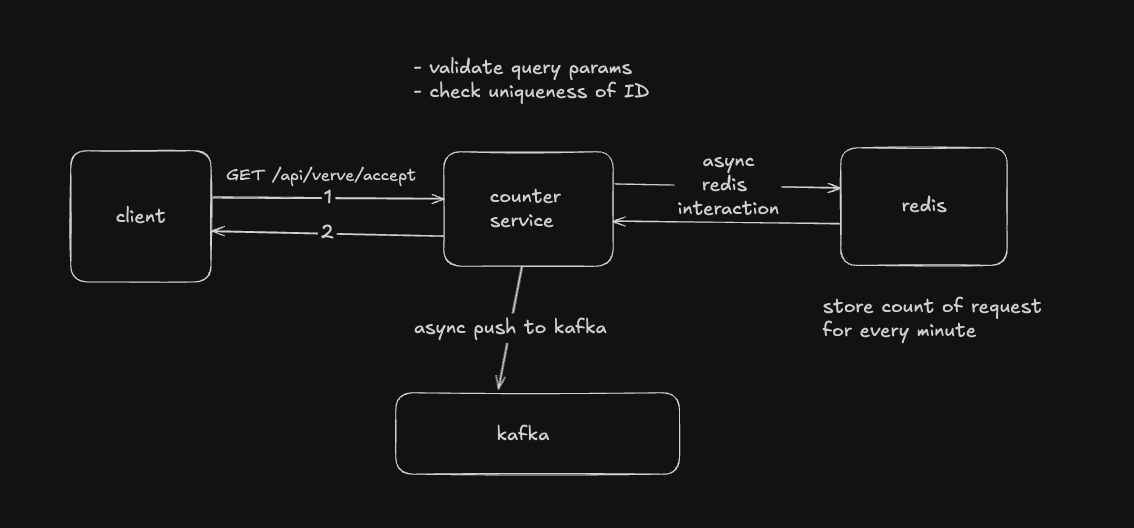 - validate query params
- check uniqueness of ID
client
GET /api/verve/accept
1
2
counter
service
async
redis
interaction
redis
store count of request
for every minute
async push to kafka
kafka